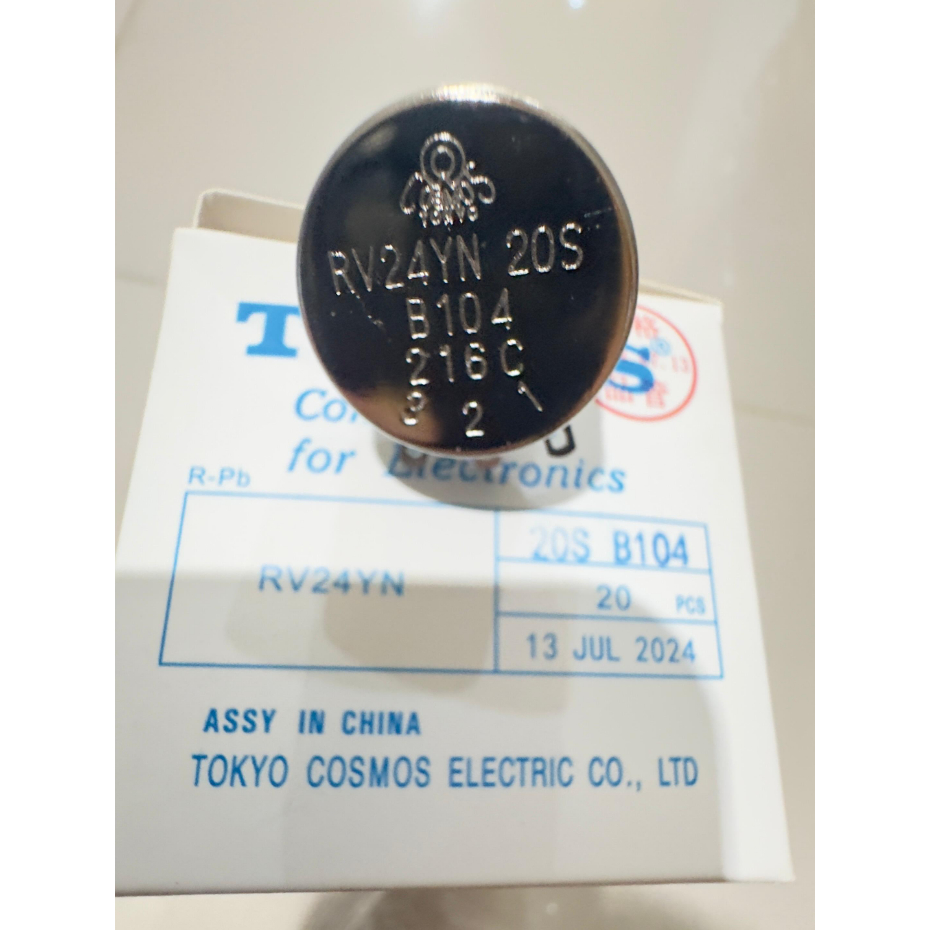 COSMOS
TOKYO
RV24YN 20S
B104
216C
3 2 1
for Electronics
R-Pb
RV24YN
20S B104
20 PCS
13 JUL 2024
ASSY IN CHINA
TOKYO COSMOS ELECTRIC CO., LTD